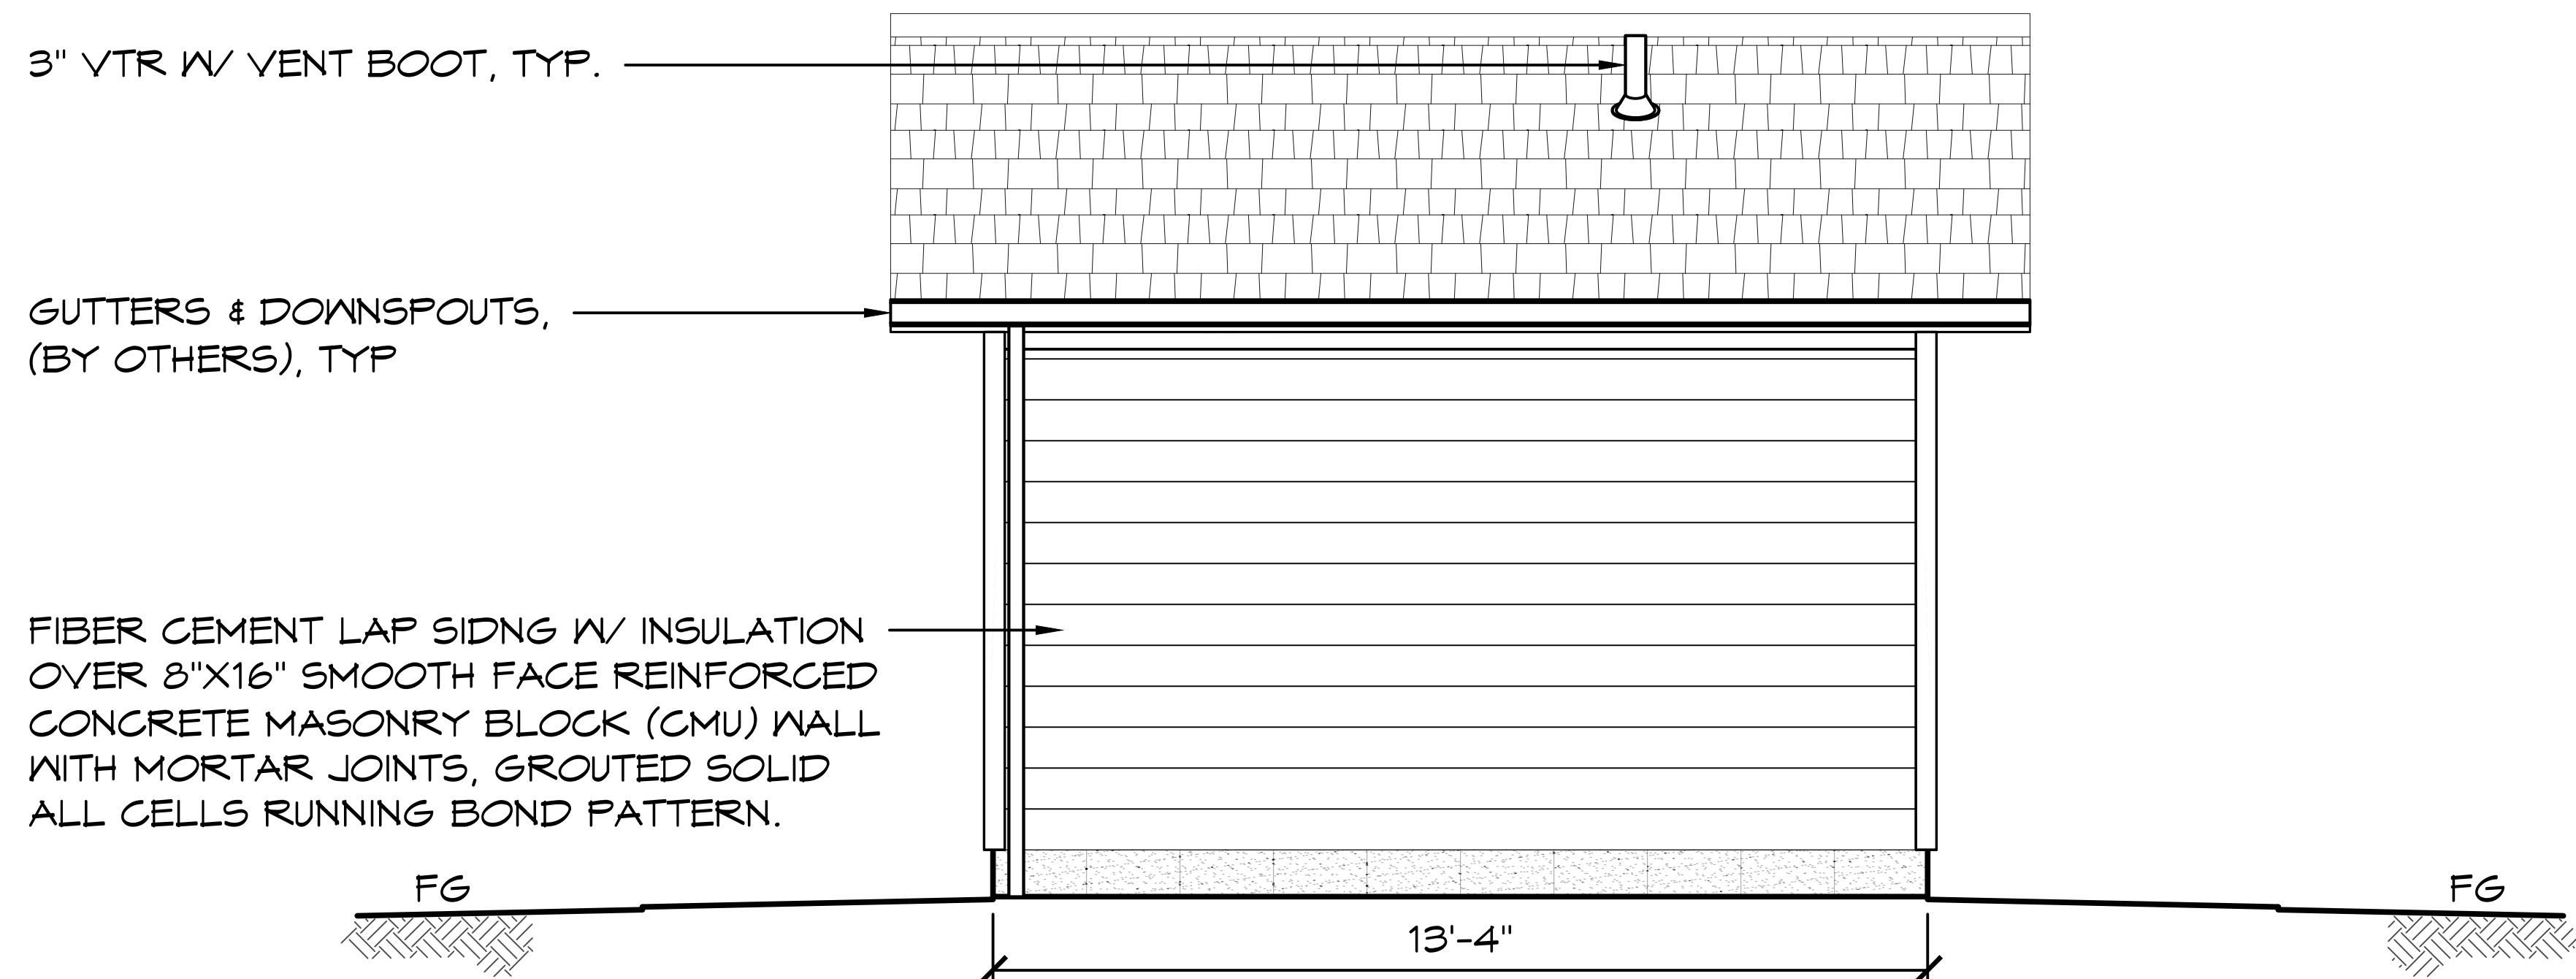 3" VTR W/ VENT BOOT, TYP.
GUTTERS & DOWNSPOUTS,
(BY OTHERS), TYP
FIBER CEMENT LAP SIDNG W/ INSULATION
OVER 8"X16" SMOOTH FACE REINFORCED
CONCRETE MASONRY BLOCK (CMU) WALL
WITH MORTAR JOINTS, GROUTED SOLID
ALL CELLS RUNNING BOND PATTERN.
FG
FG
13'-4"